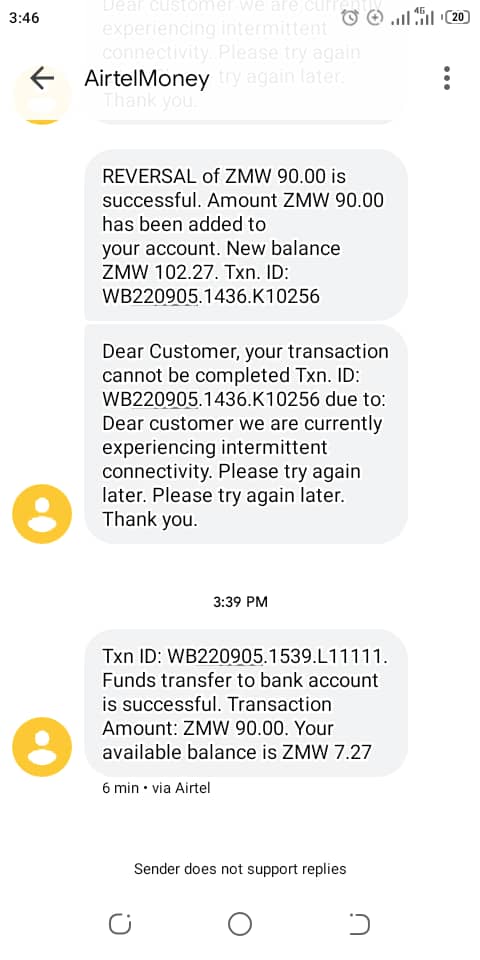 Dear customer we are currently
3:46
4G
20
experiencing intermittent
connectivity. Please try again
AirtelMoney
try again later.
Thank you.
REVERSAL of ZMW 90.00 is
successful. Amount ZMW 90.00
has been added to
your account. New balance
ZMW 102.27. Txn. ID:
WB220905.1436.K10256
Dear Customer, your transaction
cannot be completed Txn. ID:
WB220905.1436.K10256 due to:
Dear customer we are currently
experiencing intermittent
connectivity. Please try again
later. Please try again later.
Thank you.
3:39 PM
Txn ID: WB220905.1539.L11111.
Funds transfer to bank account
is successful. Transaction
Amount: ZMW 90.00. Your
available balance is ZMW 7.27
6 min • via Airtel
Sender does not support replies